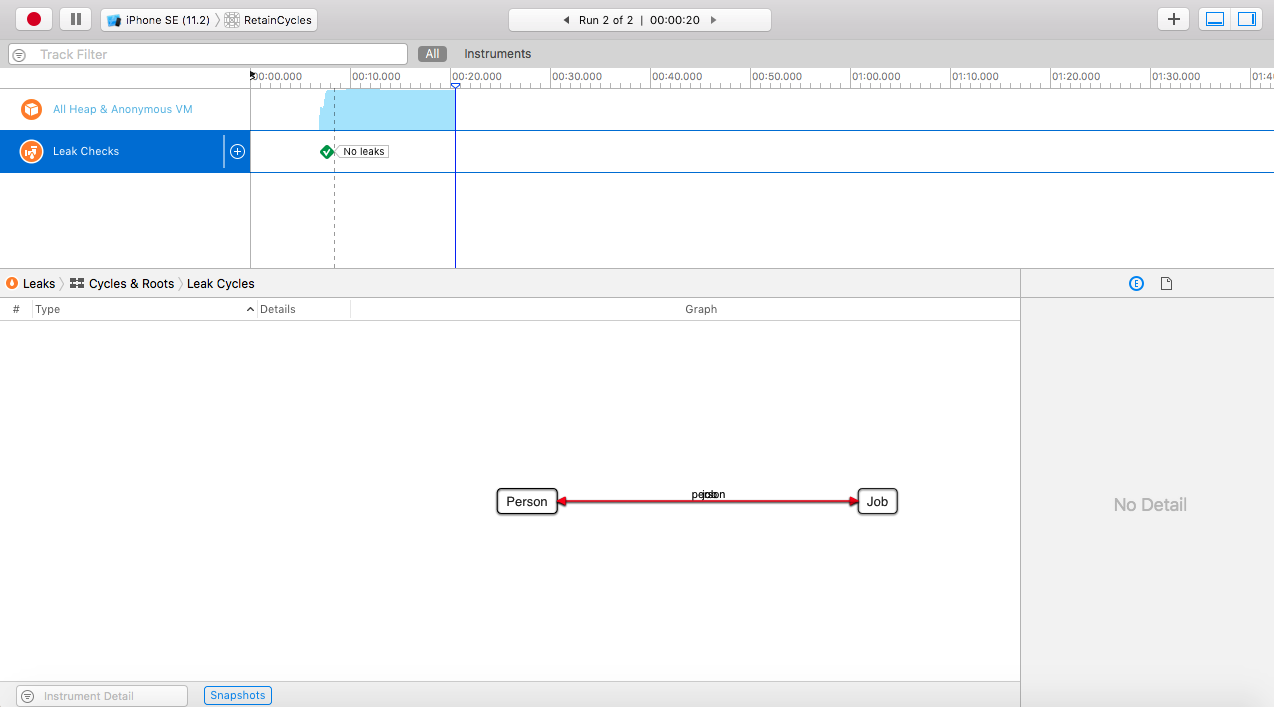 iPhone SE (11.2) RetainCycles Run 2 of 2 | 00:00:20
Track Filter All Instruments
00:00.000 00:10.000 00:20.000 00:30.000 00:40.000 00:50.000 01:00.000 01:10.000 01:20.000 01:30.000 01:40
All Heap & Anonymous VM
Leak Checks No leaks
Leaks Cycles & Roots Leak Cycles E
# Type Details Graph
person job
Person Job
No Detail
Instrument Detail Snapshots